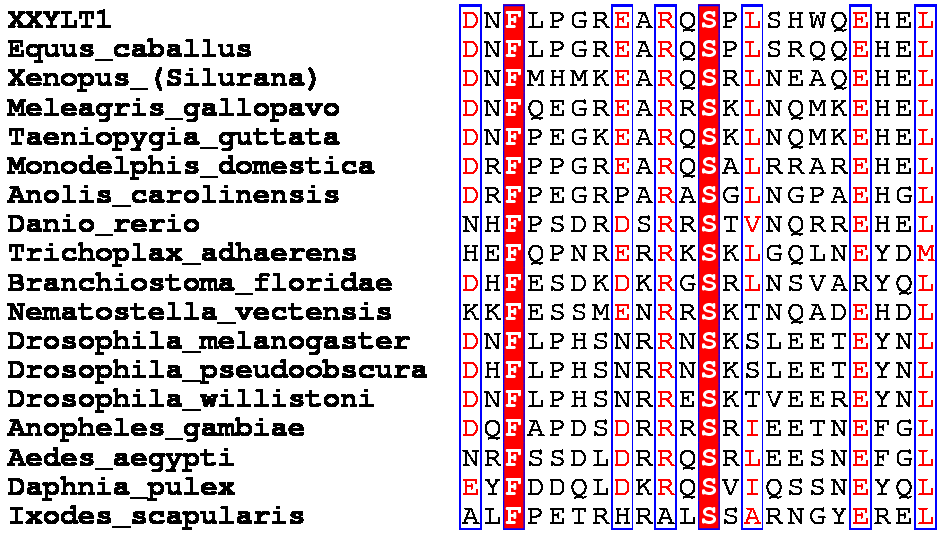 XXYLT1 DNFLPGREARQSPLSHWQEHEL
Equus_caballus DNFLPGREARQSPLSRQQEHEL
Xenopus_(Silurana) DNFMHMKEARQSRLNEAQEHEL
Meleagris_gallopavo DNFQEGREARRSKLNQMKEHEL
Taeniopygia_guttata DNFPEGKEARQSKLNQMKEHEL
Monodelphis_domestica DRFPPGREARQSALRRAREHEL
Anolis_carolinensis DRFPEGRPARASGLNGPAEHGL
Danio_rerio NHFPSDRDSRRSTVNQRREHEL
Trichoplax_adhaerens HEFQPNRERRKSKLGQLNEYDM
Branchiostoma_floridae DHFESDKDKRGSRLNSVARYQL
Nematostella_vectensis KKFESSMENRRSKTNQADEHDL
Drosophila_melanogaster DNFLPHSNRRNSKSLEETEYNL
Drosophila_pseudoobscura DHFLPHSNRRNSKSLEETEYNL
Drosophila_willistoni DNFLPHSNRRESKTVEEREYNL
Anopheles_gambiae DQFAPDSDRRRSRIEETNEFGL
Aedes_aegypti NRFSSDLDRRQSRLEESNEFGL
Daphnia_pulex EYFDDQLDKRQSVIQSSNEYQL
Ixodes_scapularis ALFPETRHRALSSARNGYEREL